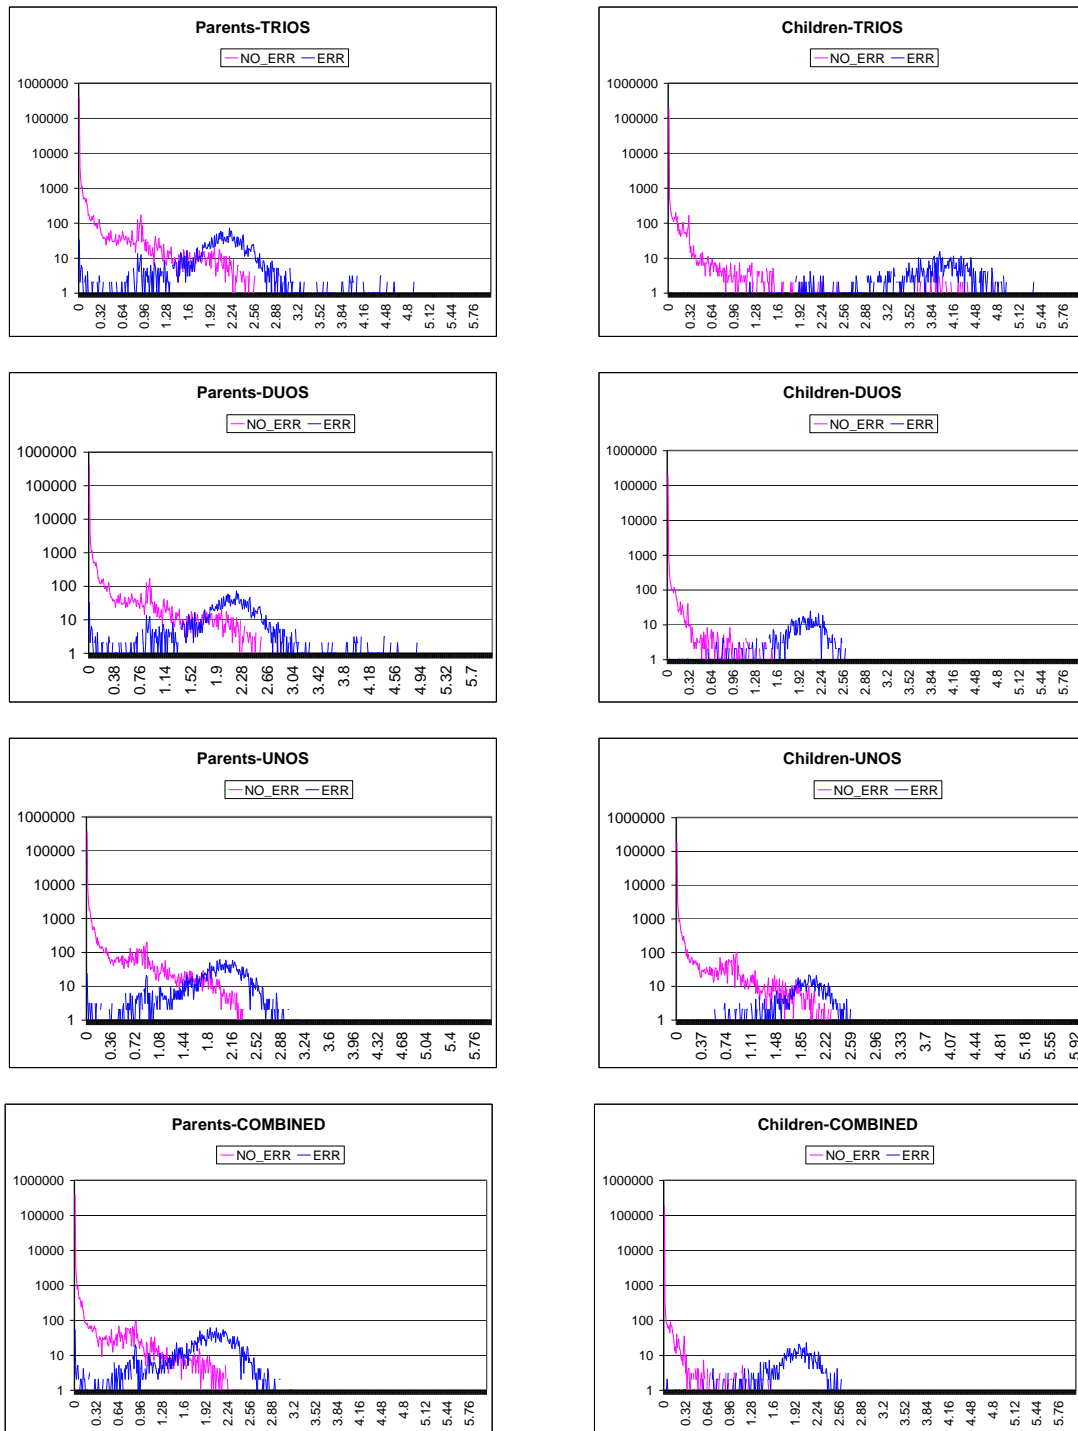 Parents-TRIOS
NO_ERR ERR
1000000
100000
10000
1000
100
10
1
0 0.32 0.64 0.96 1.28 1.6 1.92 2.24 2.56 2.88 3.2 3.52 3.84 4.16 4.48 4.8 5.12 5.44 5.76
Children-TRIOS
NO_ERR ERR
1000000
100000
10000
1000
100
10
1
0 0.32 0.64 0.96 1.28 1.6 1.92 2.24 2.56 2.88 3.2 3.52 3.84 4.16 4.48 4.8 5.12 5.44 5.76
Parents-DUOS
NO_ERR ERR
1000000
100000
10000
1000
100
10
1
0 0.38 0.76 1.14 1.52 1.9 2.28 2.66 3.04 3.42 3.8 4.18 4.56 4.94 5.32 5.7
Children-DUOS
NO_ERR ERR
1000000
100000
10000
1000
100
10
1
0 0.32 0.64 0.96 1.28 1.6 1.92 2.24 2.56 2.88 3.2 3.52 3.84 4.16 4.48 4.8 5.12 5.44 5.76
Parents-UNOS
NO_ERR ERR
1000000
100000
10000
1000
100
10
1
0 0.36 0.72 1.08 1.44 1.8 2.16 2.52 2.88 3.24 3.6 3.96 4.32 4.68 5.04 5.4 5.76
Children-UNOS
NO_ERR ERR
1000000
100000
10000
1000
100
10
1
0 0.37 0.74 1.11 1.48 1.85 2.22 2.59 2.96 3.33 3.7 4.07 4.44 4.81 5.18 5.55 5.92
Parents-COMBINED
NO_ERR ERR
1000000
100000
10000
1000
100
10
1
0 0.32 0.64 0.96 1.28 1.6 1.92 2.24 2.56 2.88 3.2 3.52 3.84 4.16 4.48 4.8 5.12 5.44 5.76
Children-COMBINED
NO_ERR ERR
1000000
100000
10000
1000
100
10
1
0 0.32 0.64 0.96 1.28 1.6 1.92 2.24 2.56 2.88 3.2 3.52 3.84 4.16 4.48 4.8 5.12 5.44 5.76